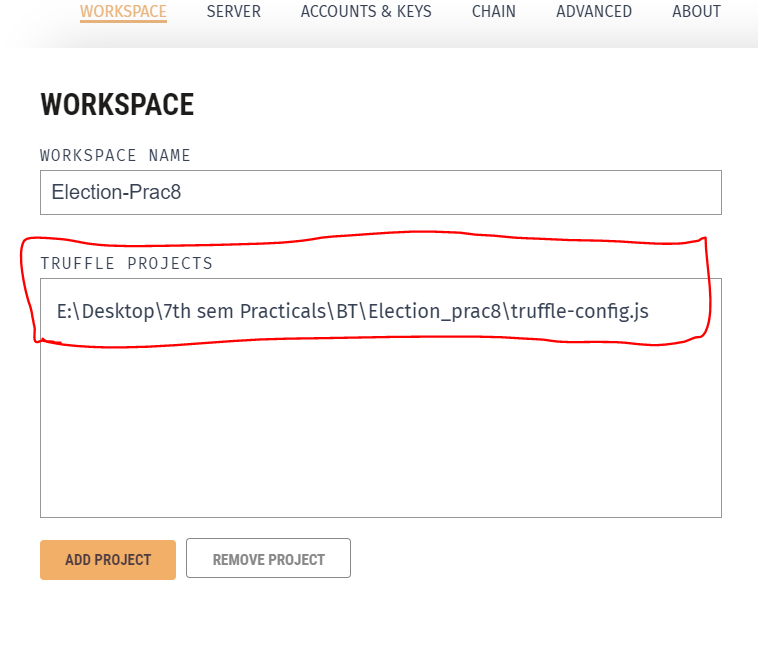 WORKSPACE SERVER ACCOUNTS & KEYS CHAIN ADVANCED ABOUT
WORKSPACE
WORKSPACE NAME
Election-Prac8
TRUFFLE PROJECTS
E:\Desktop\7th sem Practicals\BT\Election_prac8\truffle-config.js
ADD PROJECT REMOVE PROJECT